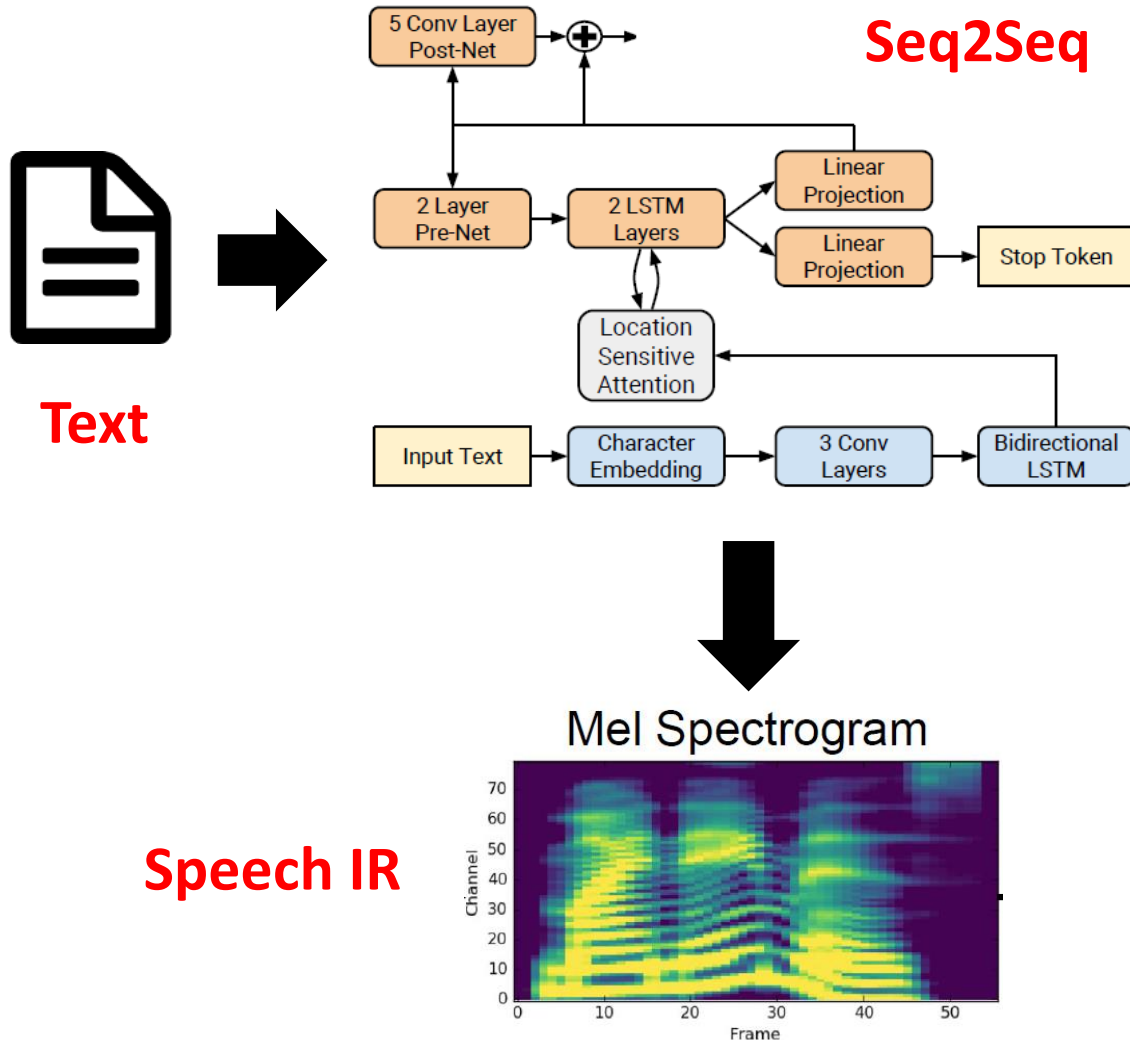 Seq2Seq
5 Conv Layer
Post-Net
Linear
Projection
2 Layer
Pre-Net
2 LSTM
Layers
Linear
Projection
Stop Token
Location
Sensitive
Attention
Text
Input Text
Character
Embedding
3 Conv
Layers
Bidirectional
LSTM
Mel Spectrogram
Speech IR
Channel
70
60
50
40
30
20
10
0
0 10 20 30 40 50
Frame